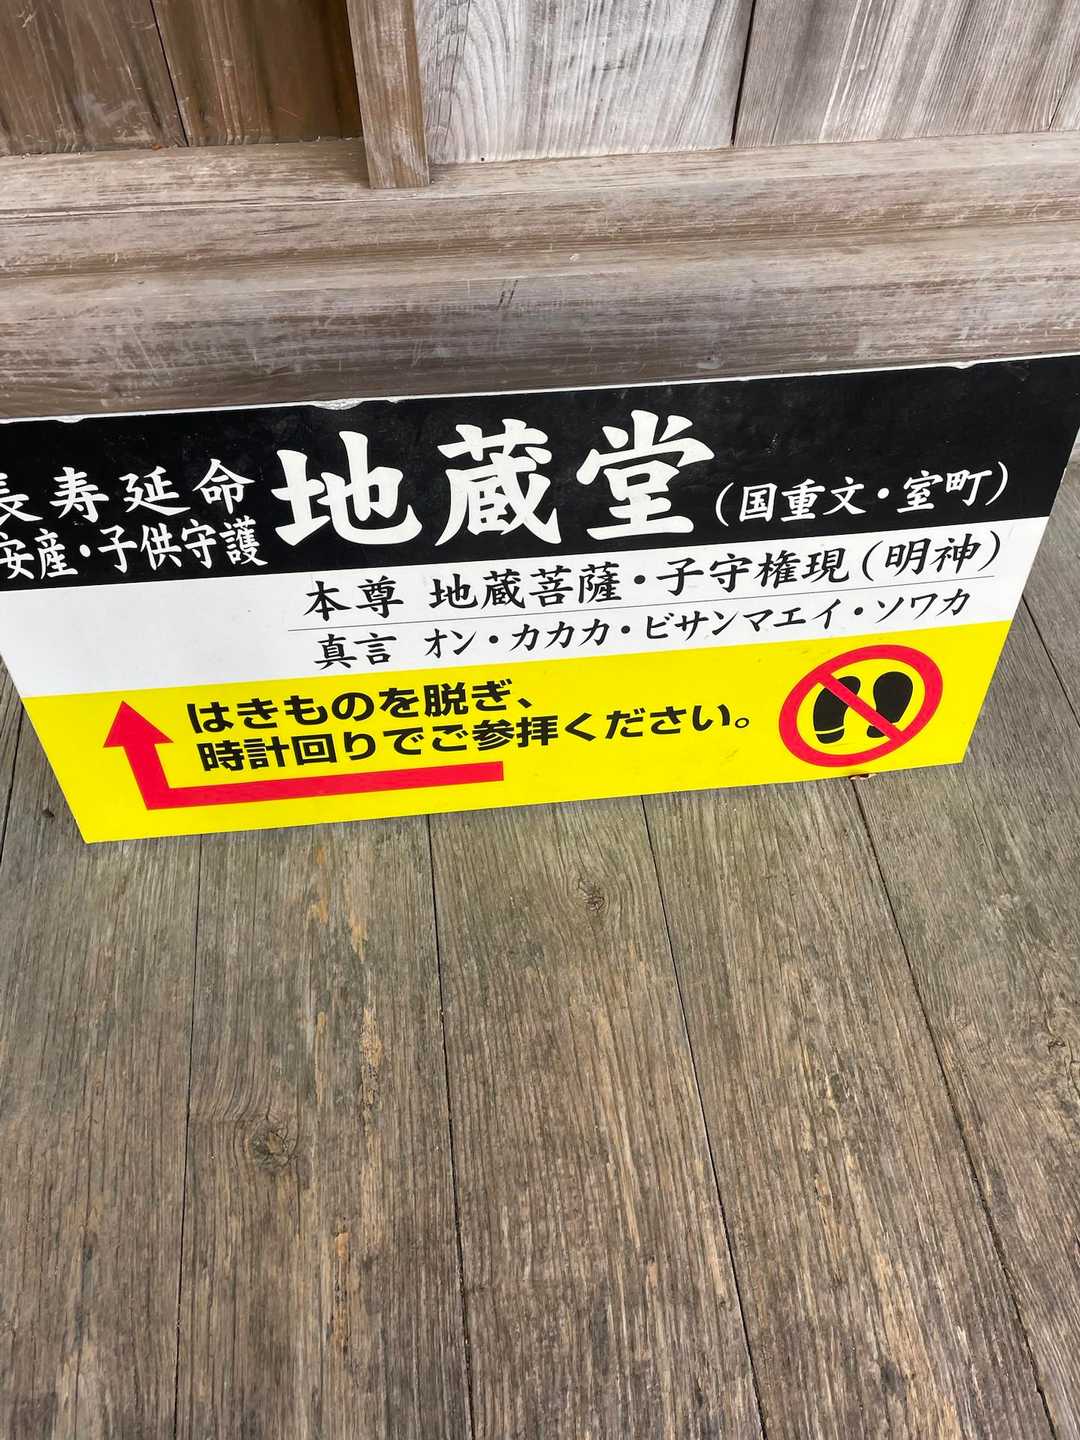 長寿延命
安産・子供守護
地蔵堂(国重文・室町)
本尊 地蔵菩薩・子守権現(明神)
真言 オン・カカカ・ビサンマエイ・ソワカ
はきものを脱ぎ、
時計回りでご参拝ください。